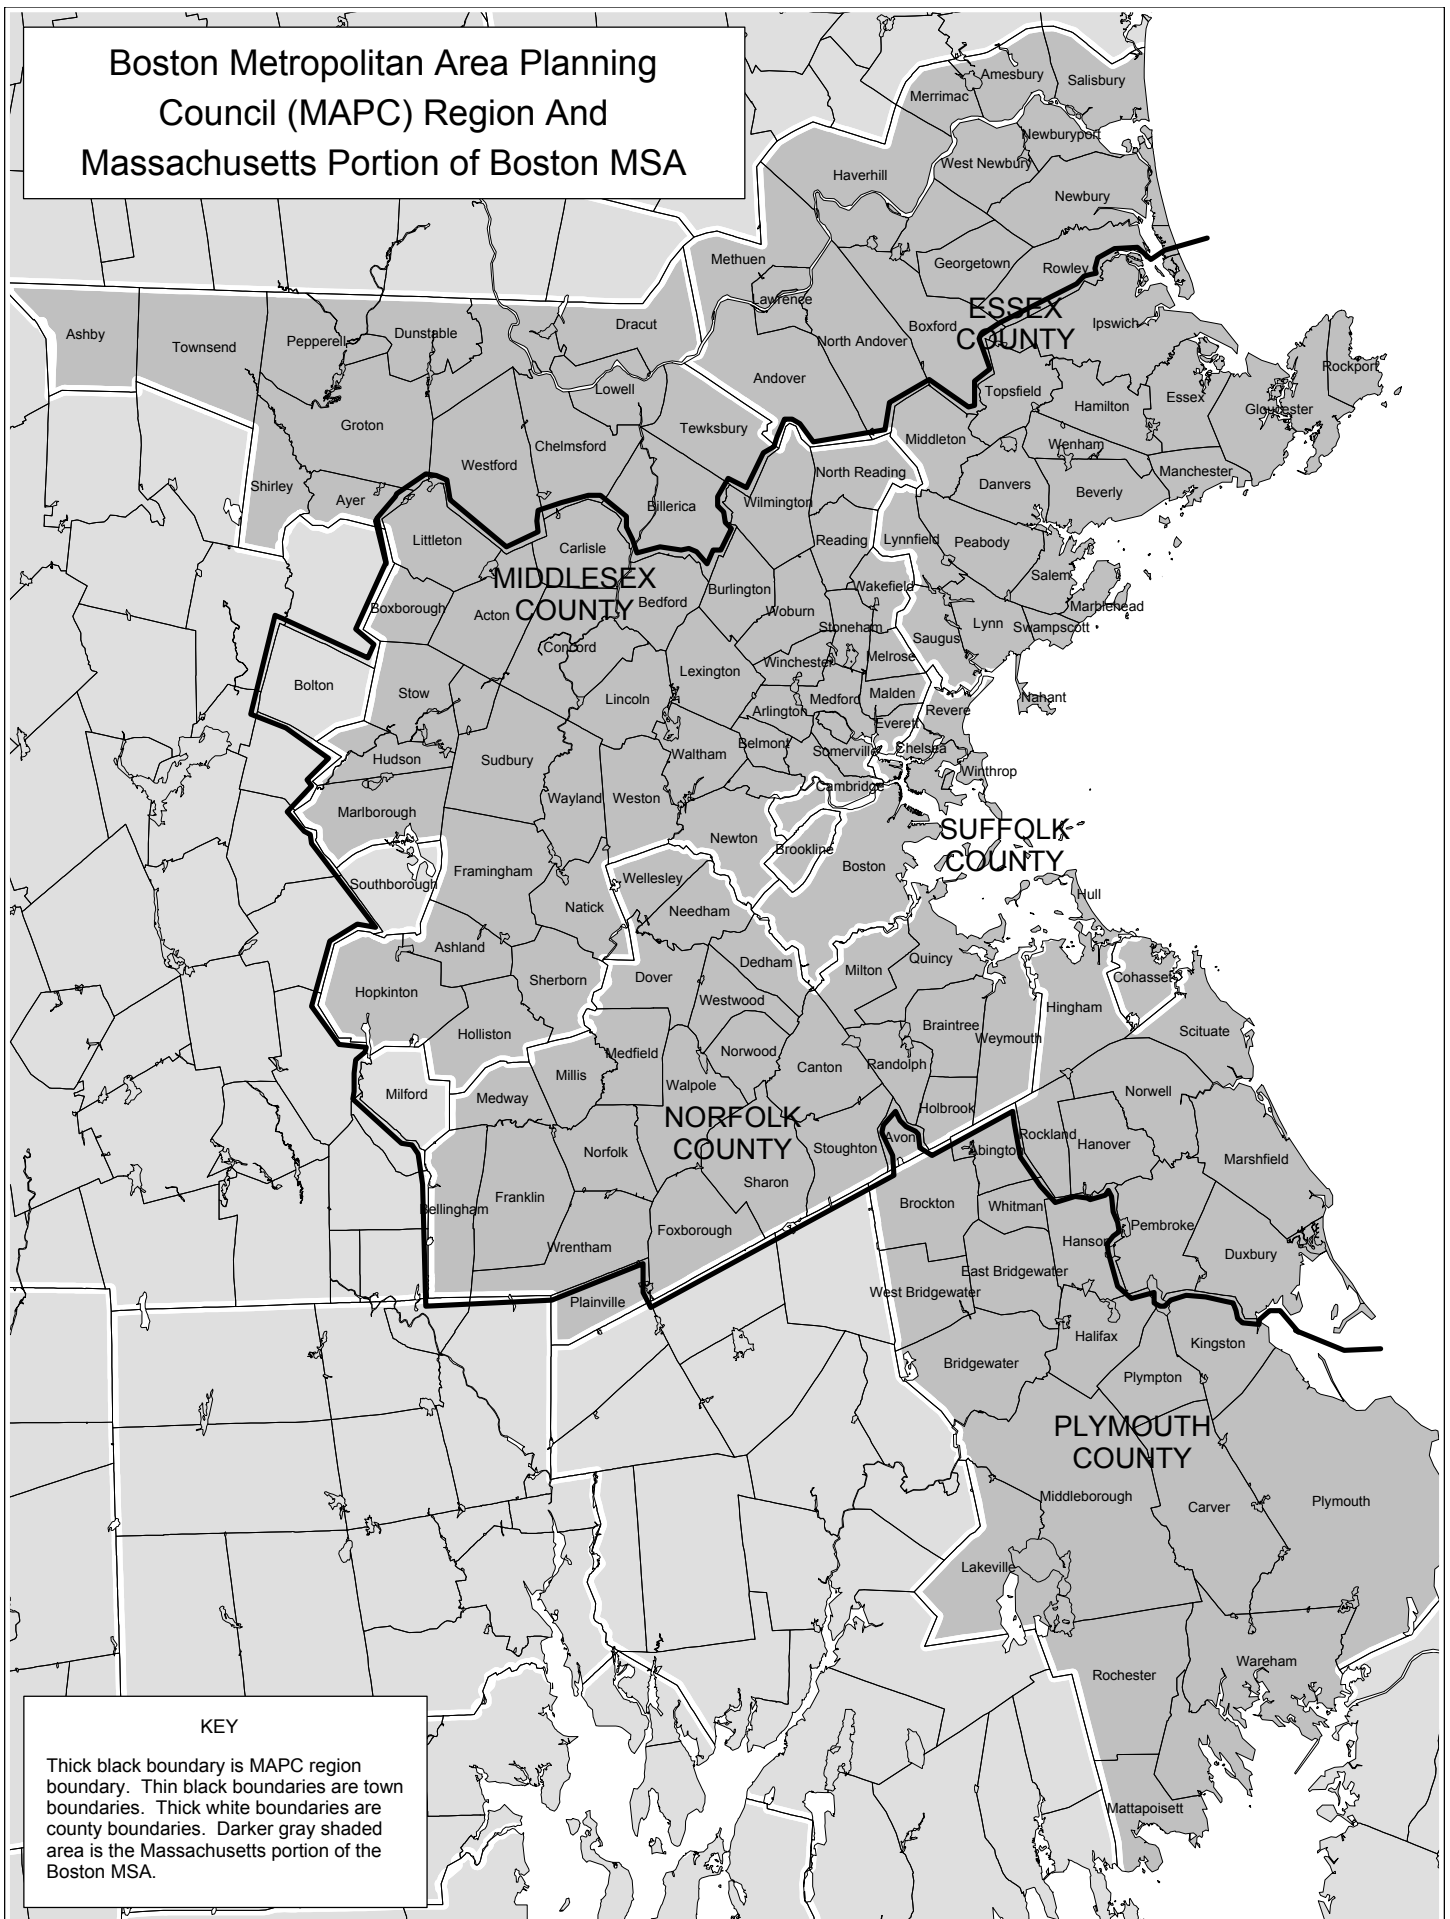 Boston Metropolitan Area Planning
Council (MAPC) Region And
Massachusetts Portion of Boston MSA
Amesbury
Salisbury
Merrimac
Newburyport
West Newbury
Haverhill
Newbury
Methuen
Georgetown
Rowley
Lawrence
ESSEX
COUNTY
Ashby
Townsend
Pepperell
Dunstable
Dracut
Boxford
Ipswich
North Andover
Rockport
Andover
Lowell
Topsfield
Hamilton
Essex
Gloucester
Groton
Tewksbury
Middleton
Chelmsford
Wenham
Westford
North Reading
Manchester
Shirley
Ayer
Danvers
Beverly
Billerica
Wilmington
Littleton
Carlisle
Reading
Lynnfield
Peabody
MIDDLESEX
COUNTY
Salem
Burlington
Wakefield
Boxborough
Acton
Bedford
Woburn
Marblehead
Stoneham
Lynn
Swampscott
Concord
Saugus
Winchester
Melrose
Lexington
Bolton
Stow
Lincoln
Medford
Malden
Nahant
Arlington
Revere
Everett
Hudson
Sudbury
Waltham
Belmont
Somerville
Chelsea
Winthrop
Cambridge
Marlborough
Wayland
Weston
SUFFOLK
COUNTY
Newton
Brookline
Boston
Framingham
Southborough
Wellesley
Hull
Natick
Needham
Ashland
Dedham
Quincy
Milton
Sherborn
Dover
Cohasset
Hopkinton
Westwood
Hingham
Holliston
Braintree
Weymouth
Scituate
Medfield
Norwood
Canton
Randolph
Millis
Walpole
Milford
Medway
Norwell
Holbrook
NORFOLK
COUNTY
Avon
Rockland
Norfolk
Stoughton
Abington
Hanover
Marshfield
Sharon
Franklin
Bellingham
Brockton
Whitman
Foxborough
Pembroke
Wrentham
Hanson
Duxbury
East Bridgewater
West Bridgewater
Plainville
Halifax
Kingston
Bridgewater
Plympton
PLYMOUTH
COUNTY
Middleborough
Carver
Plymouth
Lakeville
Rochester
Wareham
Mattapoisett
KEY
Thick black boundary is MAPC region
boundary. Thin black boundaries are town
boundaries. Thick white boundaries are
county boundaries. Darker gray shaded
area is the Massachusetts portion of the
Boston MSA.